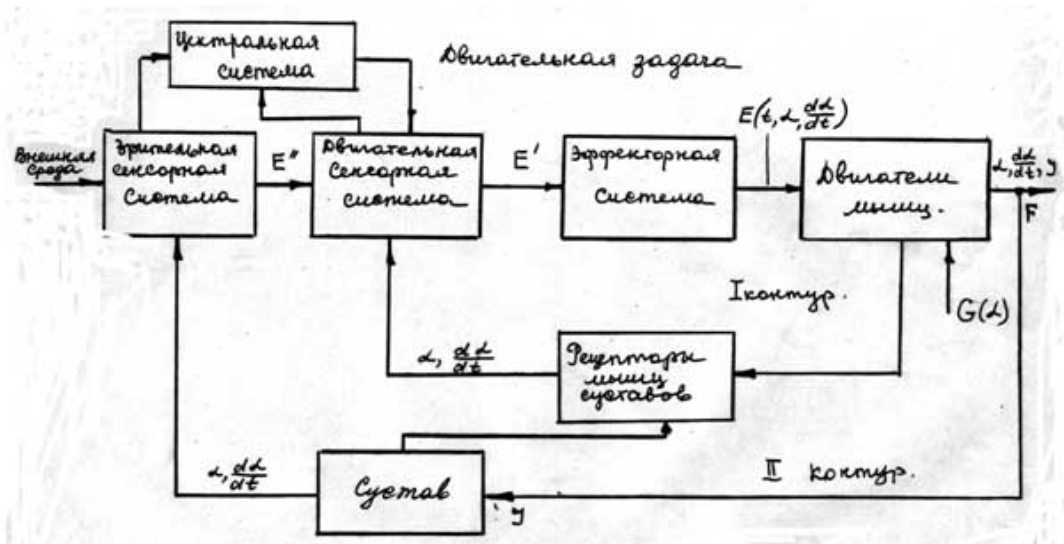 Центральная
система
Двигательная задача
Внешняя
среда
Зрительная
сенсорная
система
E"
Двигательная
Сенсорная
система
E'
Эффекторная
система
E(t, α, dα/dt)
Двигатели
мышц.
α, dα/dt, J
F
I контур.
G(α)
α, dα/dt
Рецепторы
мышц
суставов
α, dα/dt
Сустав
J
II контур.